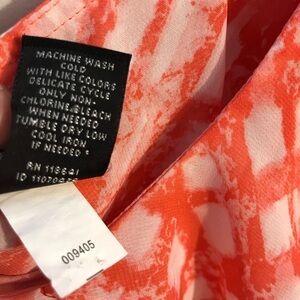 MACHINE WASH
COLD
WITH LIKE COLORS
DELICATE CYCLE
ONLY NON-
CHLORINE BLEACH
WHEN NEEDED
TUMBLE DRY LOW
COOL IRON
IF NEEDED
RN
ID
009405